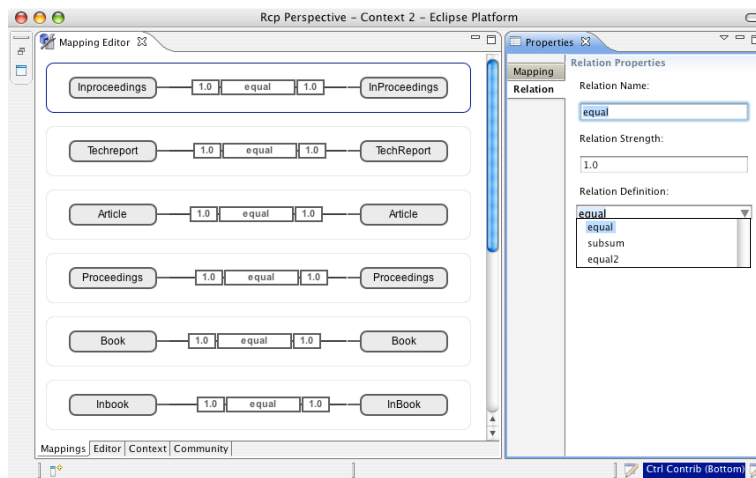 Rcp Perspective - Context 2 - Eclipse Platform
Mapping Editor
Inproceedings 1.0 equal 1.0 InProceedings
Techreport 1.0 equal 1.0 TechReport
Article 1.0 equal 1.0 Article
Proceedings 1.0 equal 1.0 Proceedings
Book 1.0 equal 1.0 Book
Inbook 1.0 equal 1.0 InBook
Mappings Editor Context Community
Properties
Mapping
Relation
Relation Properties
Relation Name:
equal
Relation Strength:
1.0
Relation Definition:
equal
equal
subsum
equal2
Ctrl Contrib (Bottom)